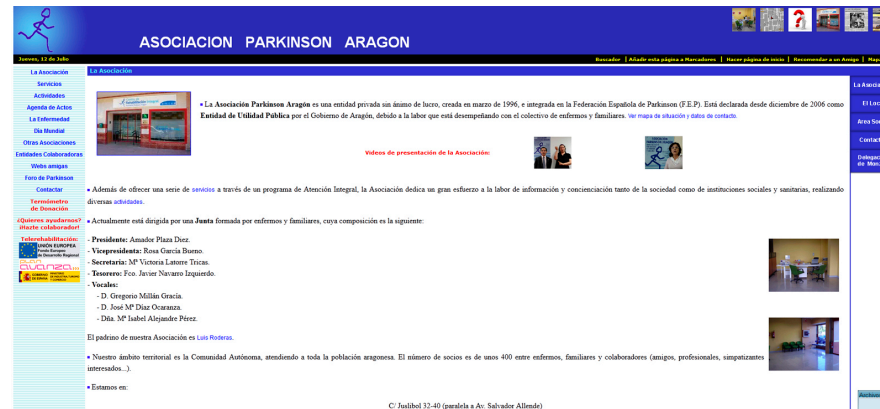 ASOCIACION PARKINSON ARAGON
Jueves, 12 de Julio
Buscador | Añadir esta página a Marcadores | Hacer página de inicio | Recomendar a un Amigo | Mapa
La Asociación
Servicios
Actividades
Agenda de Actos
La Enfermedad
Día Mundial
Otras Asociaciones
Entidades Colaboradoras
Webs amigas
Foro de Parkinson
Contactar
Termómetro
de Donación
¿Quieres ayudarnos?
¡Hazte colaborador!
Telerehabilitación:
UNIÓN EUROPEA
Fondo Europeo
de Desarrollo Regional
avanza
La Asociación
▪ La Asociación Parkinson Aragón es una entidad privada sin ánimo de lucro, creada en marzo de 1996, e integrada en la Federación Española de Parkinson (F.E.P). Está declarada desde diciembre de 2006 como
Entidad de Utilidad Pública por el Gobierno de Aragón, debido a la labor que está desempeñando con el colectivo de enfermos y familiares. Ver mapa de situación y datos de contacto.
Videos de presentación de la Asociación:
▪ Además de ofrecer una serie de servicios a través de un programa de Atención Integral, la Asociación dedica un gran esfuerzo a la labor de información y concienciación tanto de la sociedad como de instituciones sociales y sanitarias, realizando
diversas actividades.
▪ Actualmente está dirigida por una Junta formada por enfermos y familiares, cuya composición es la siguiente:
- Presidente: Amador Plaza Diez.
- Vicepresidenta: Rosa García Bueno.
- Secretaria: Mª Victoria Latorre Tricas.
- Tesorero: Fco. Javier Navarro Izquierdo.
- Vocales:
- D. Gregorio Millán Gracia.
- D. José Mª Díaz Ocaranza.
- Dña. Mª Isabel Alejandre Pérez.
El padrino de nuestra Asociación es Luis Roderas.
▪ Nuestro ámbito territorial es la Comunidad Autónoma, atendiendo a toda la población aragonesa. El número de socios es de unos 400 entre enfermos, familiares y colaboradores (amigos, profesionales, simpatizantes
interesados...).
▪ Estamos en:
C/ Juslibol 32-40 (paralela a Av. Salvador Allende)
La Asocia
El Loc
Area Soc
Contact
Delegac
de Mon.
Archivo